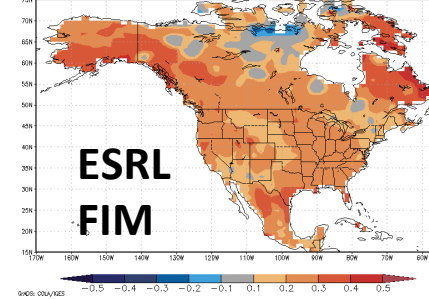 75N
70N
65N
60N
55N
50N
45N
40N
35N
30N
25N
20N
15N
ESRL
FIM
170W 160W 150W 140W 130W 120W 110W 100W 90W 80W 70W 60W
-0.5 -0.4 -0.3 -0.2 -0.1 0.1 0.2 0.3 0.4 0.5
GrADS: COLA/IGES